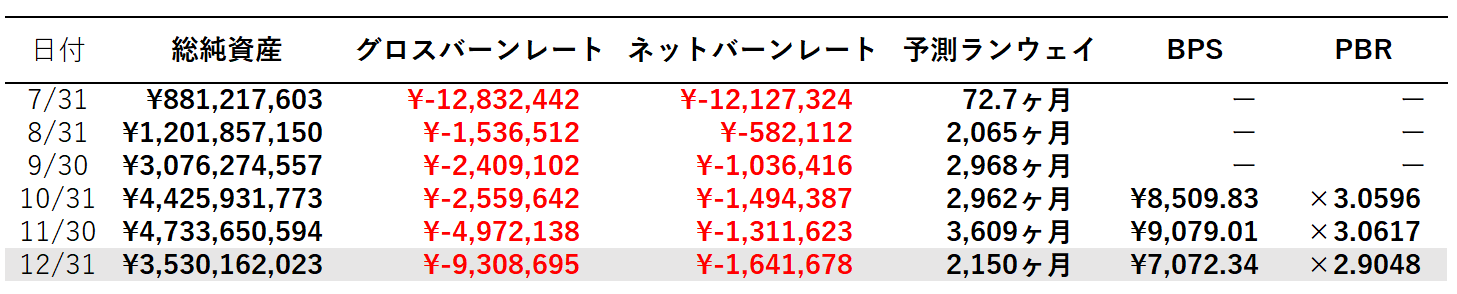 日付 総純資産 グロスバーンレート ネットバーンレート 予測ランウェイ BPS PBR
7/31 ¥881,217,603 ¥-12,832,442 ¥-12,127,324 72.7ヶ月 — —
8/31 ¥1,201,857,150 ¥-1,536,512 ¥-582,112 2,065ヶ月 — —
9/30 ¥3,076,274,557 ¥-2,409,102 ¥-1,036,416 2,968ヶ月 — —
10/31 ¥4,425,931,773 ¥-2,559,642 ¥-1,494,387 2,962ヶ月 ¥8,509.83 ×3.0596
11/30 ¥4,733,650,594 ¥-4,972,138 ¥-1,311,623 3,609ヶ月 ¥9,079.01 ×3.0617
12/31 ¥3,530,162,023 ¥-9,308,695 ¥-1,641,678 2,150ヶ月 ¥7,072.34 ×2.9048